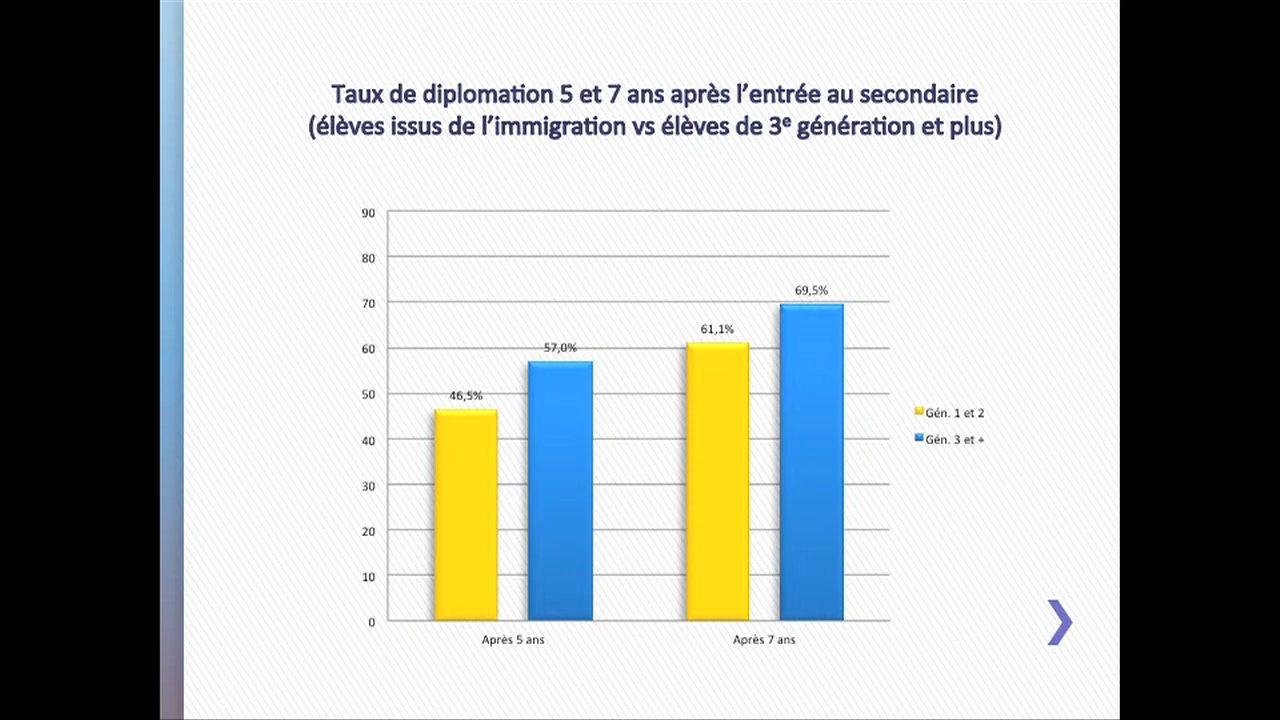 Taux de diplomation 5 et 7 ans après l’entrée au secondaire
(élèves issus de l’immigration vs élèves de 3e génération et plus)
90
80
70
60
50
40
30
20
10
0
46,5%
57,0%
61,1%
69,5%
Après 5 ans
Après 7 ans
Gén. 1 et 2
Gén. 3 et +